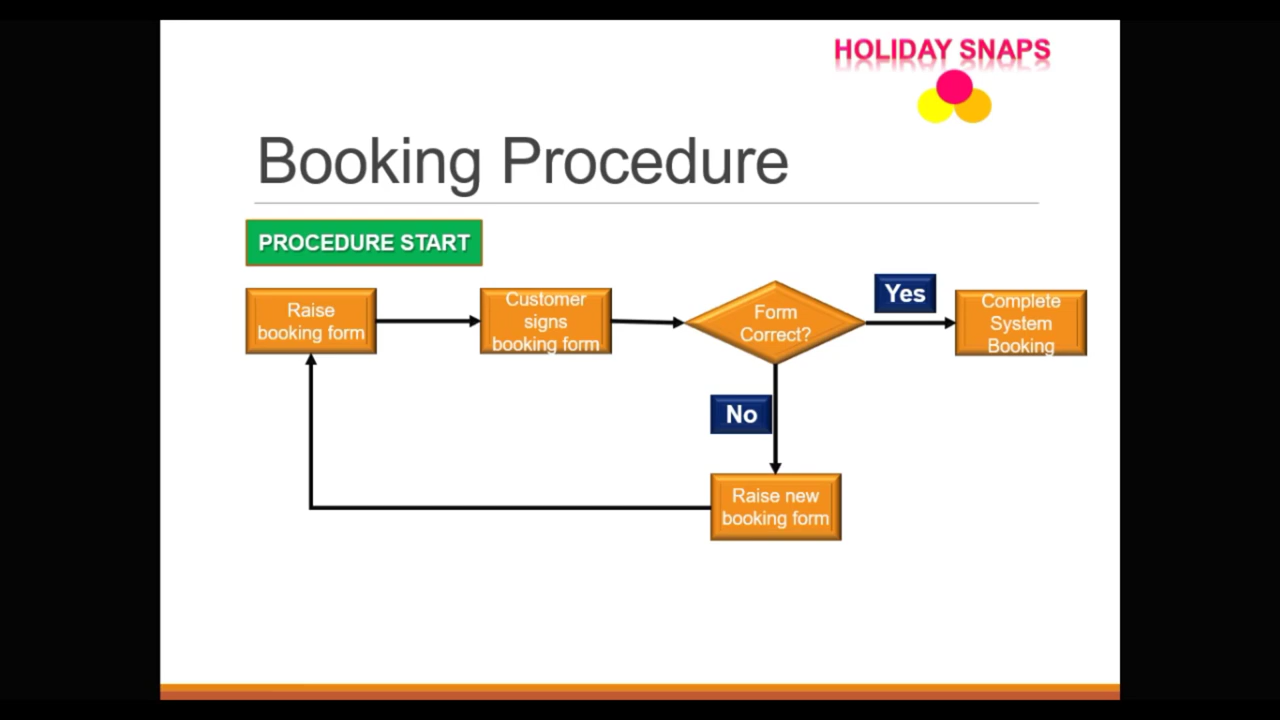 HOLIDAY SNAPS
Booking Procedure
PROCEDURE START
Raise
booking form
Customer
signs
booking form
Form
Correct?
Yes
Complete
System
Booking
No
Raise new
booking form